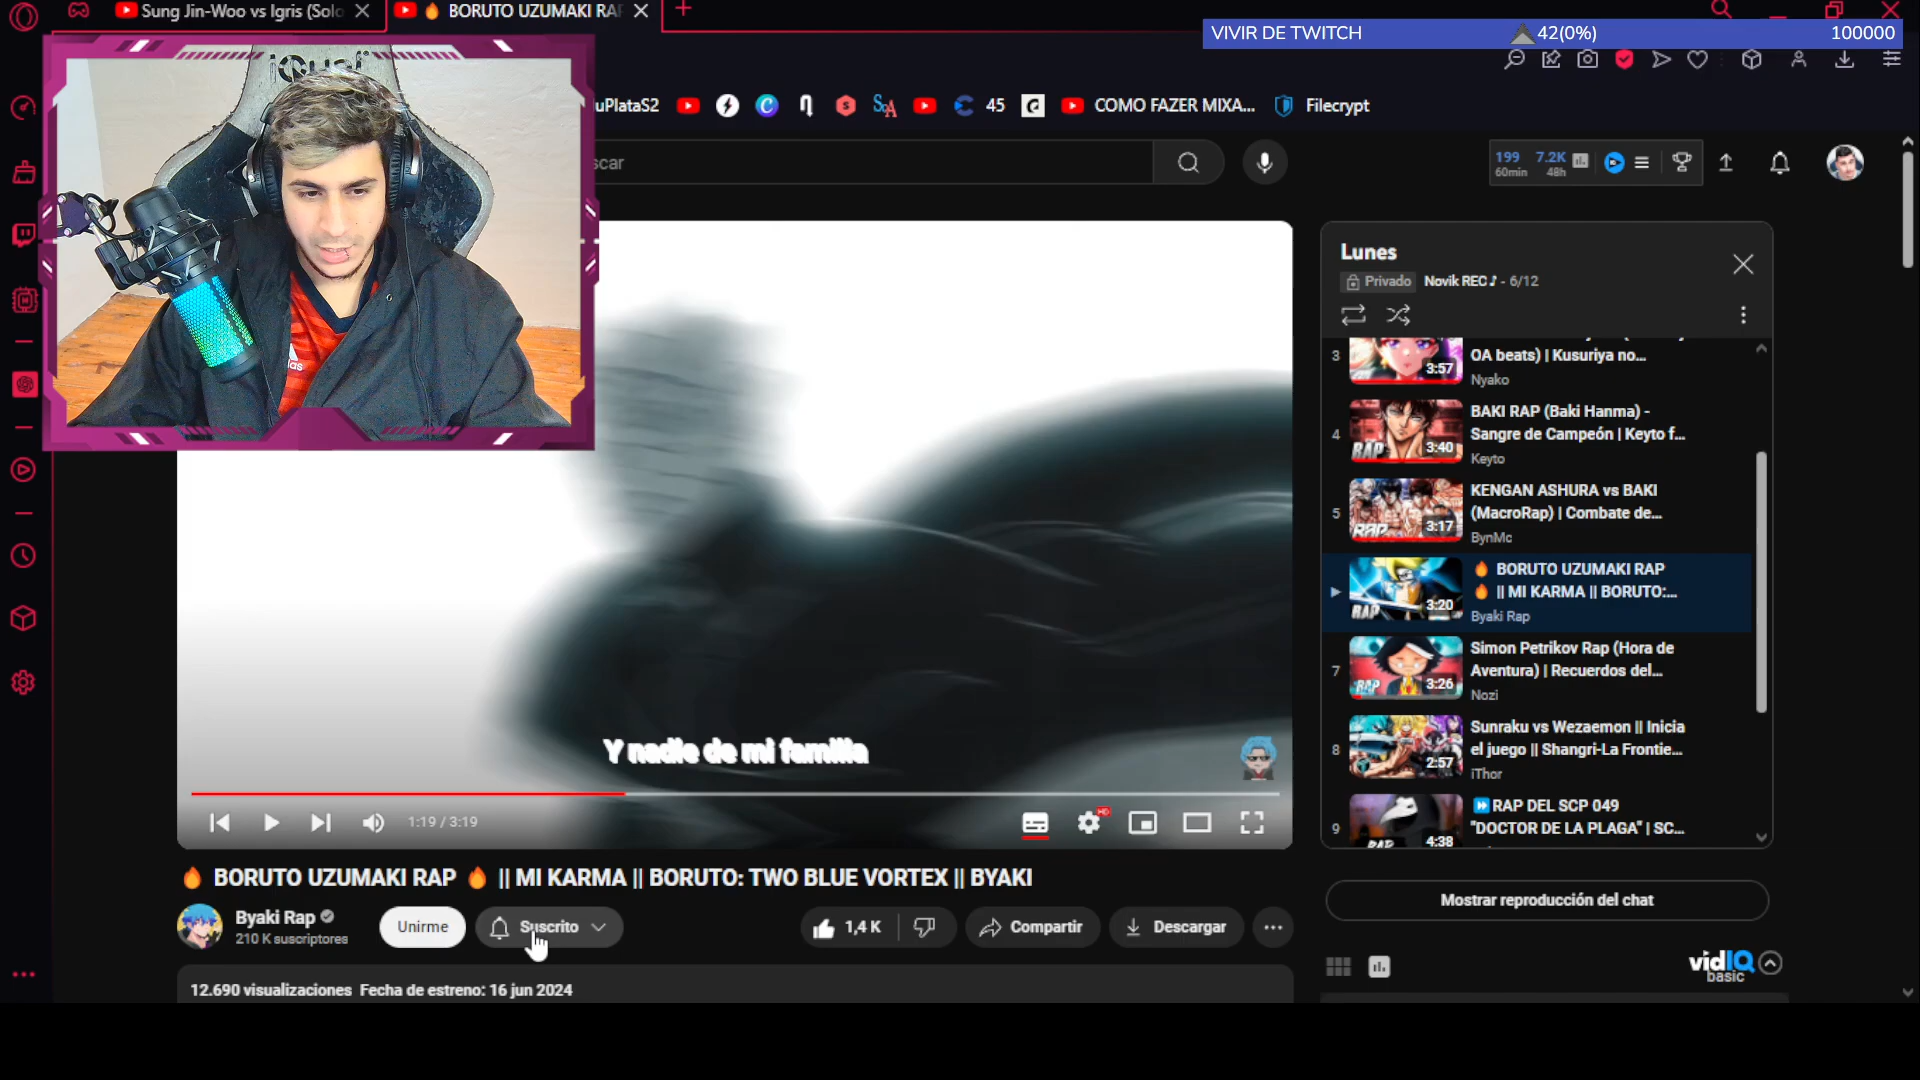 Sung Jin-Woo vs Igris (Solo
BORUTO UZUMAKI RAP
VIVIR DE TWITCH 42(0%) 100000
uPlataS2
45
COMO FAZER MIXA...
Filecrypt
scar
199 60min
7.2K 48h
Lunes
Privado Novik REC♪ - 6/12
3
OA beats) | Kusuriya no...
Nyako
3:57
4
BAKI RAP (Baki Hanma) -
Sangre de Campeón | Keyto f...
Keyto
RAP
3:40
5
KENGAN ASHURA vs BAKI
(MacroRap) | Combate de...
BynMc
RAP
3:17
🔥 BORUTO UZUMAKI RAP
🔥 || MI KARMA || BORUTO:...
Byaki Rap
RAP
3:20
7
Simon Petrikov Rap (Hora de
Aventura) | Recuerdos del...
Nozi
RAP
3:26
8
Sunraku vs Wezaemon || Inicia
el juego || Shangri-La Frontie...
iThor
2:57
9
⏩RAP DEL SCP 049
"DOCTOR DE LA PLAGA" | SC...
RAP
4:38
Y nadie de mi familia
1:19 / 3:19
HD
🔥 BORUTO UZUMAKI RAP 🔥 || MI KARMA || BORUTO: TWO BLUE VORTEX || BYAKI
Byaki Rap
210 K suscriptores
Unirme
Suscrito
1,4 K
Compartir
Descargar
Mostrar reproducción del chat
vidIQ
basic
12.690 visualizaciones Fecha de estreno: 16 jun 2024